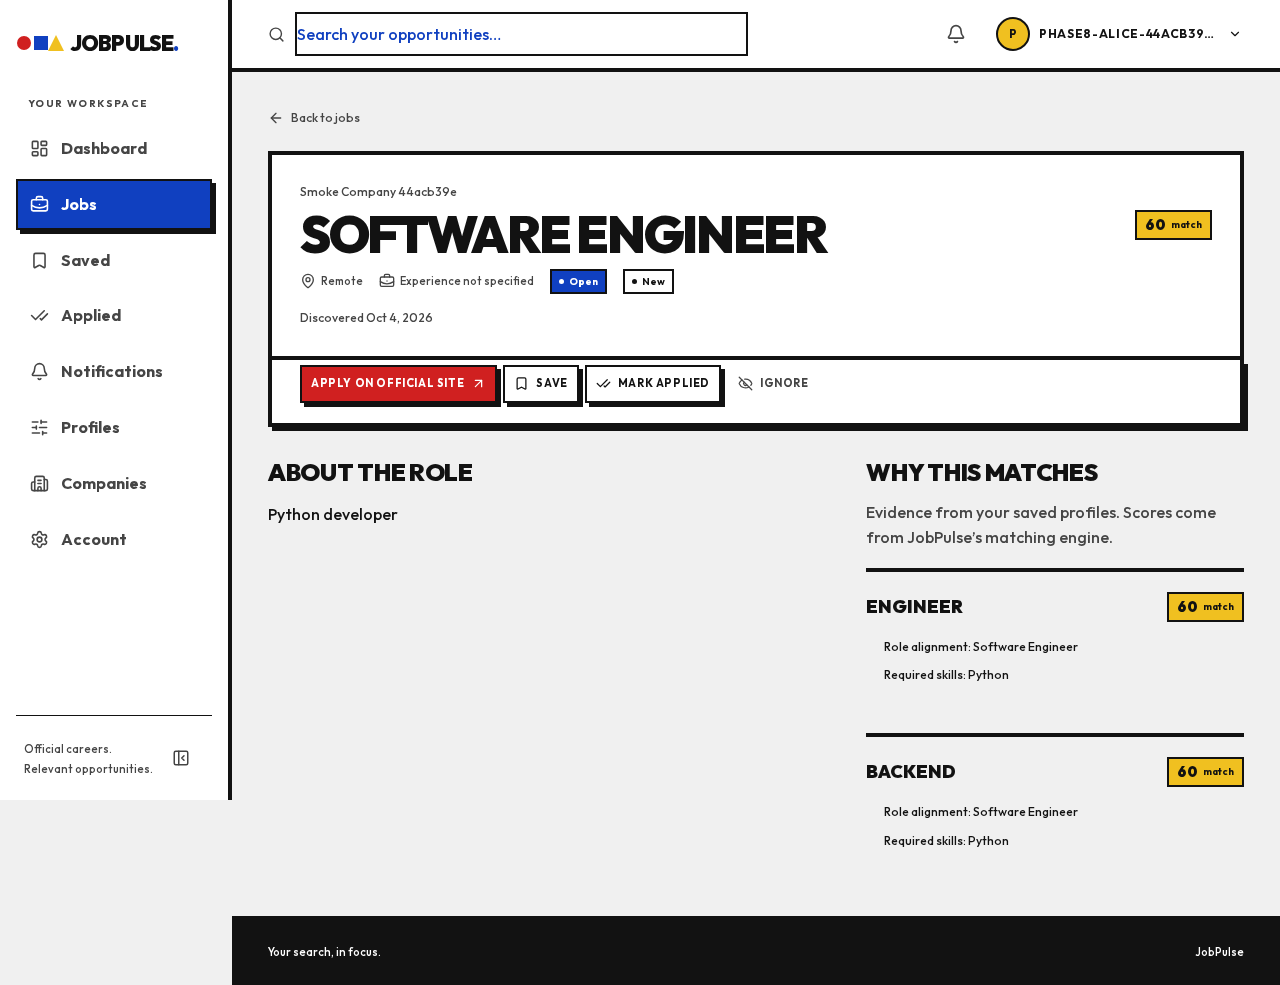 JOBPULSE.
Search your opportunities...
P
PHASE8-ALICE-44ACB39...
YOUR WORKSPACE
Dashboard
Jobs
Saved
Applied
Notifications
Profiles
Companies
Account
Official careers.
Relevant opportunities.
Back to jobs
Smoke Company 44acb39e
SOFTWARE ENGINEER
60 match
Remote
Experience not specified
Open
New
Discovered Oct 4, 2026
APPLY ON OFFICIAL SITE
SAVE
MARK APPLIED
IGNORE
ABOUT THE ROLE
Python developer
WHY THIS MATCHES
Evidence from your saved profiles. Scores come
from JobPulse's matching engine.
ENGINEER
60 match
Role alignment: Software Engineer
Required skills: Python
BACKEND
60 match
Role alignment: Software Engineer
Required skills: Python
Your search, in focus.
JobPulse